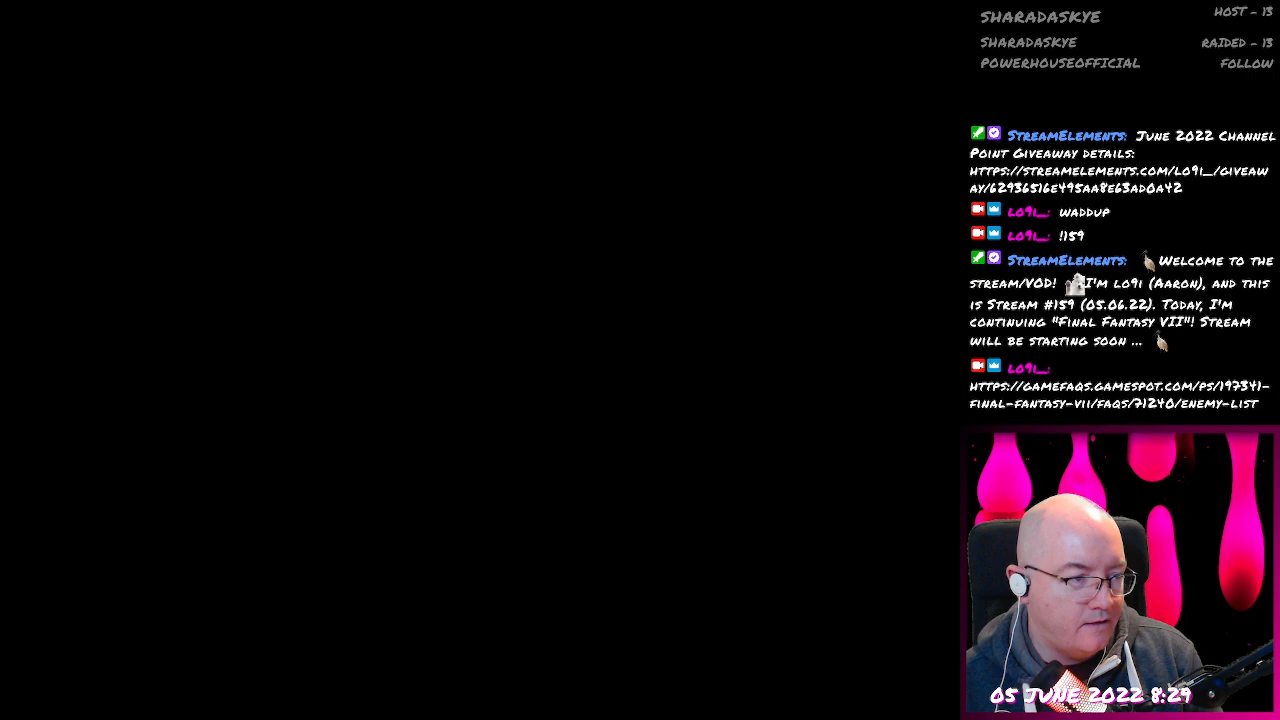 SHARADASKYE HOST - 13
SHARADASKYE RAIDED - 13
POWERHOUSEOFFICIAL FOLLOW
StreamElements: June 2022 Channel
Point Giveaway details:
https://streamelements.com/lo9i_/giveaw
ay/62936516e495aa8e63ad0a42
lo9i_: waddup
lo9i_: !159
StreamElements: Welcome to the
stream/VOD! I'm lo9i (Aaron), and this
is Stream #159 (05.06.22). Today, I'm
continuing "Final Fantasy VII"! Stream
will be starting soon ...
lo9i_:
https://gamefaqs.gamespot.com/ps/197341-
final-fantasy-vii/faqs/71240/enemy-list
05 JUNE 2022 8:29